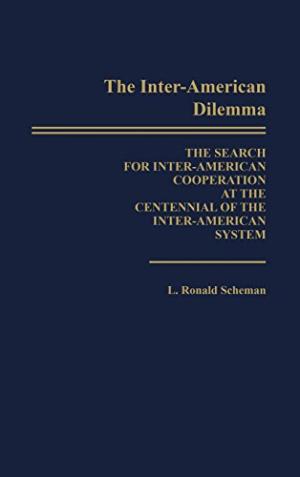 The Inter-American
Dilemma
THE SEARCH
FOR INTER-AMERICAN
COOPERATION
AT THE
CENTENNIAL OF THE
INTER-AMERICAN
SYSTEM
L. Ronald Scheman